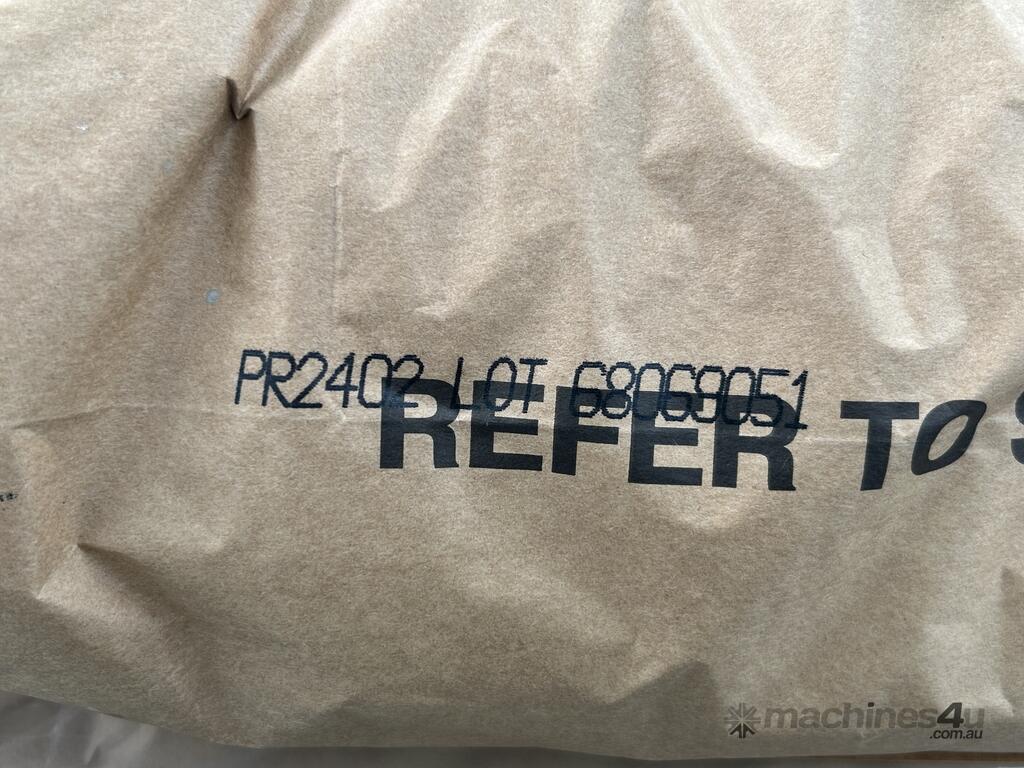 PR2402 LOT 68069051
REFER TO
machines4u
.com.au